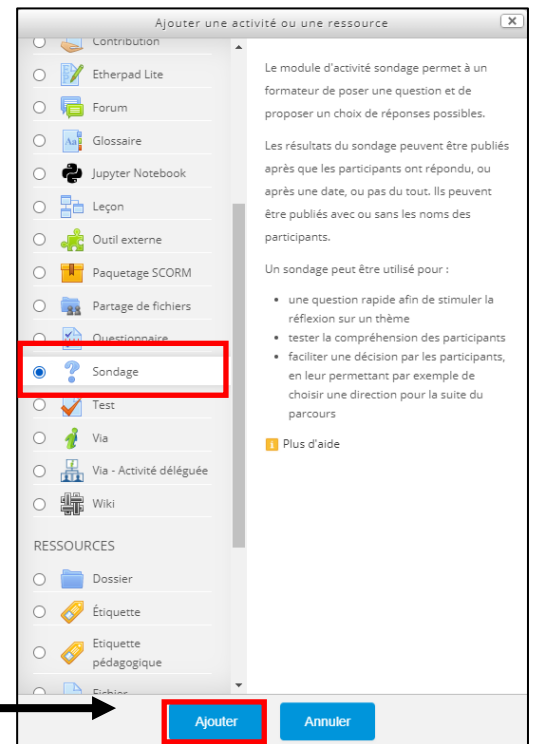 Ajouter une activité ou une ressource
Contribution
Etherpad Lite
Forum
Glossaire
Jupyter Notebook
Leçon
Outil externe
Paquetage SCORM
Partage de fichiers
Questionnaire
Sondage
Test
Via
Via - Activité déléguée
Wiki
RESSOURCES
Dossier
Étiquette
Etiquette
pédagogique
Fichier
Le module d'activité sondage permet à un
formateur de poser une question et de
proposer un choix de réponses possibles.
Les résultats du sondage peuvent être publiés
après que les participants ont répondu, ou
après une date, ou pas du tout. Ils peuvent
être publiés avec ou sans les noms des
participants.
Un sondage peut être utilisé pour :
• une question rapide afin de stimuler la
réflexion sur un thème
• tester la compréhension des participants
• faciliter une décision par les participants,
en leur permettant par exemple de
choisir une direction pour la suite du
parcours
Plus d'aide
Ajouter
Annuler